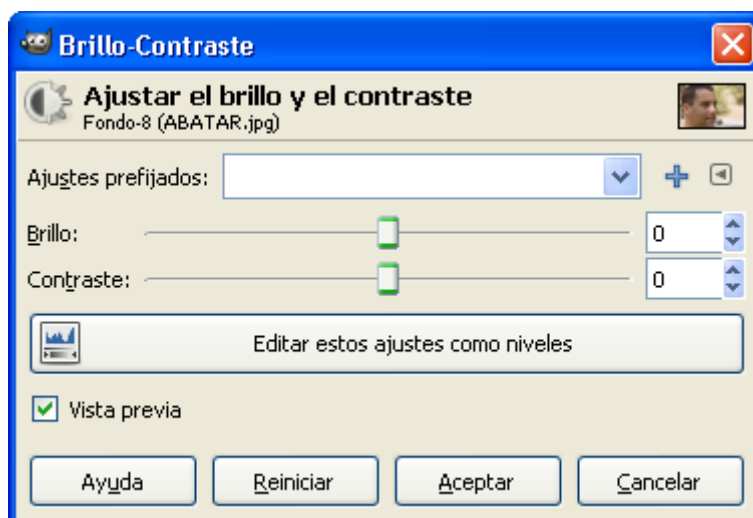 Brillo-Contraste
Ajustar el brillo y el contraste
Fondo-8 (ABATAR.jpg)
Ajustes prefijados:
Brillo: 0
Contraste: 0
Editar estos ajustes como niveles
Vista previa
Ayuda Reiniciar Aceptar Cancelar